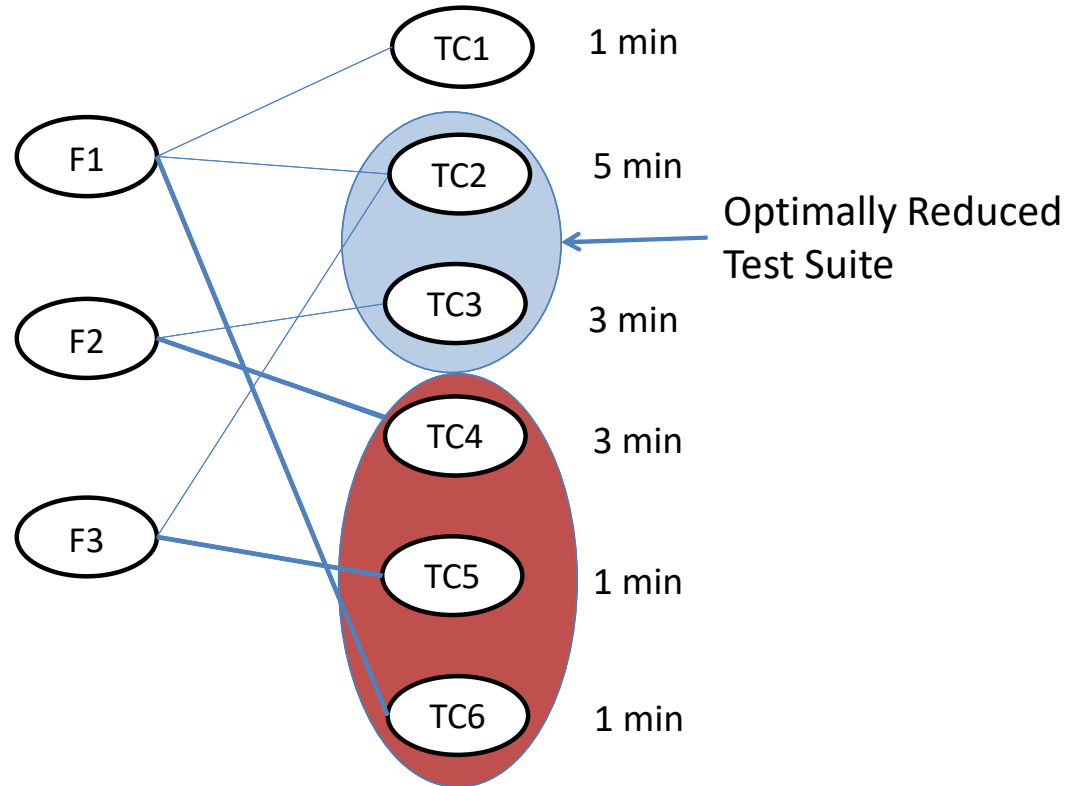 TC1
1 min
F1
TC2
5 min
Optimally Reduced
Test Suite
TC3
3 min
F2
TC4
3 min
F3
TC5
1 min
TC6
1 min